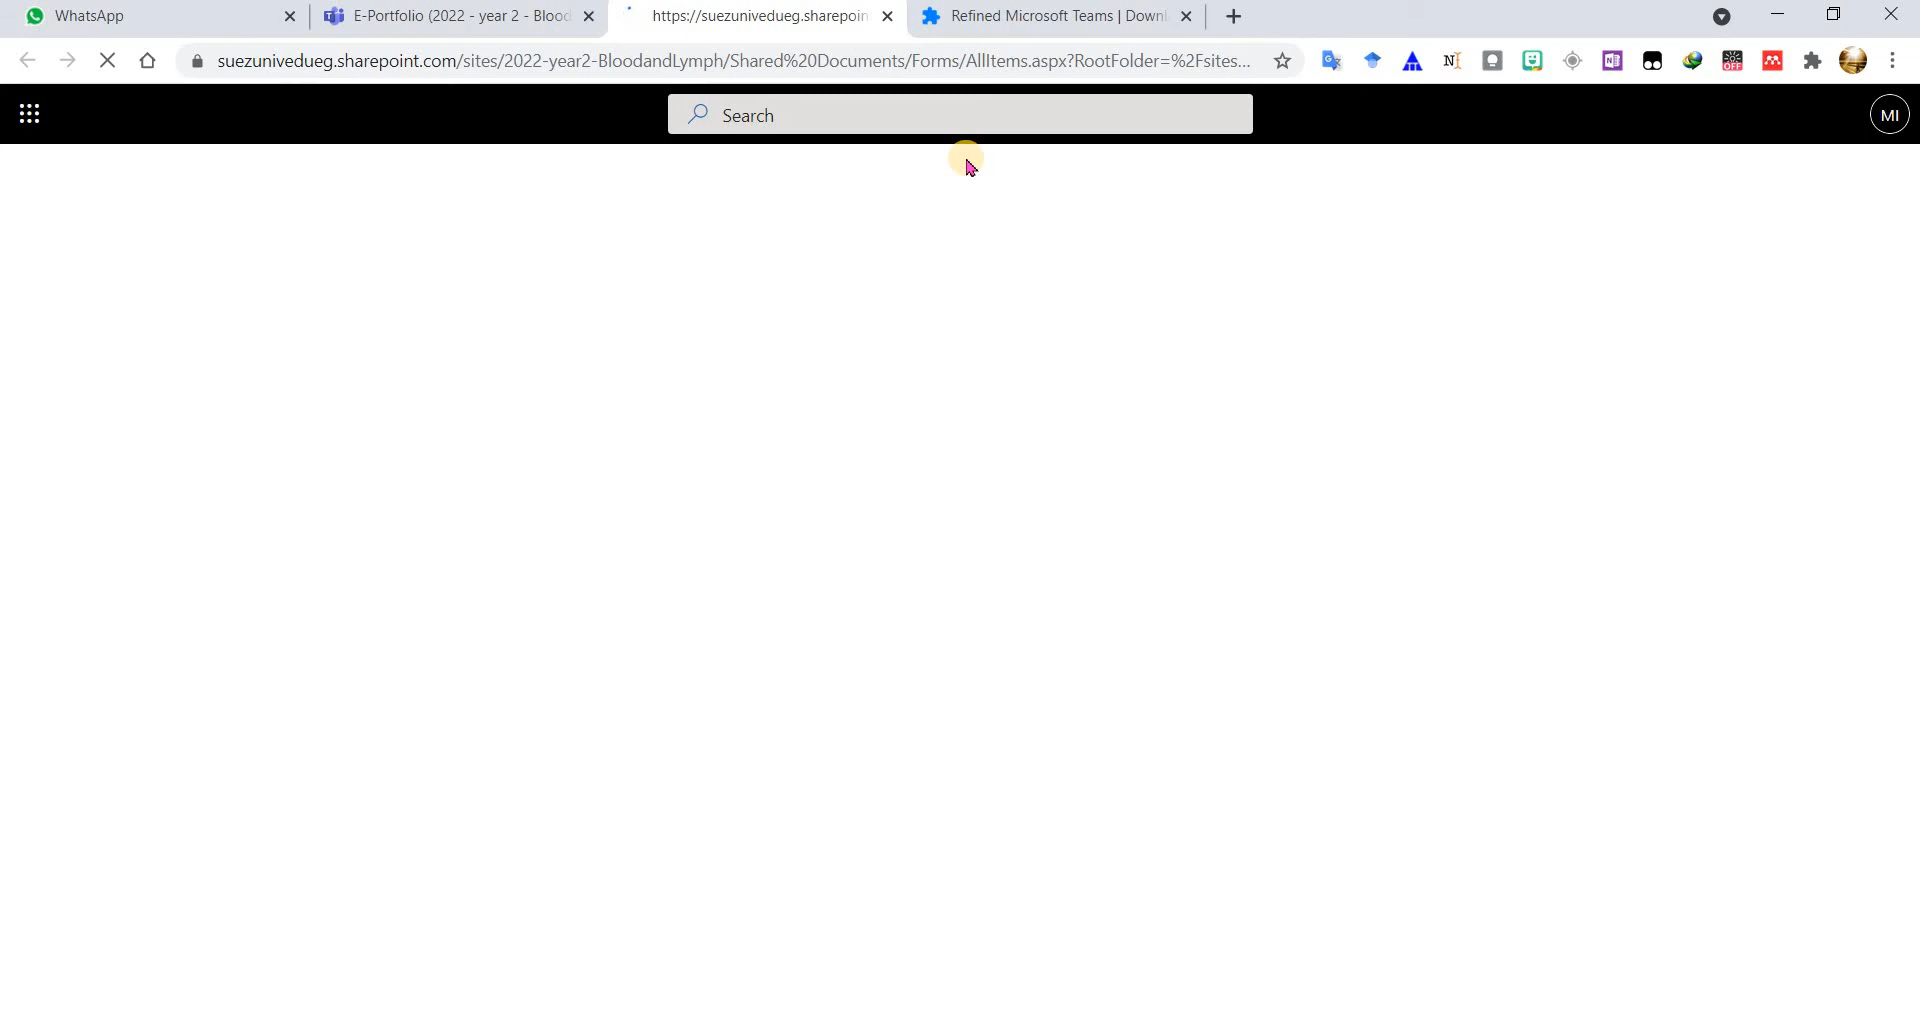 WhatsApp
E-Portfolio (2022 - year 2 - Blood
https://suezunivedueg.sharepoin
Refined Microsoft Teams | Downl
suezunivedueg.sharepoint.com/sites/2022-year2-BloodandLymph/Shared%20Documents/Forms/AllItems.aspx?RootFolder=%2Fsites...
Search
MI